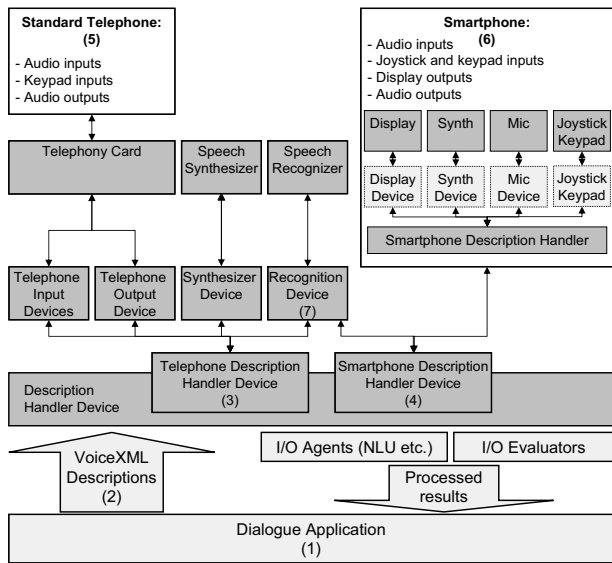 Standard Telephone:
(5)
- Audio inputs
- Keypad inputs
- Audio outputs
Smartphone:
(6)
- Audio inputs
- Joystick and keypad inputs
- Display outputs
- Audio outputs
Display
Synth
Mic
Joystick
Keypad
Display
Device
Synth
Device
Mic
Device
Joystick
Keypad
Smartphone Description Handler
Telephony Card
Speech
Synthesizer
Speech
Recognizer
Telephone
Input
Devices
Telephone
Output
Device
Synthesizer
Device
Recognition
Device
(7)
Telephone Description
Handler Device
(3)
Smartphone Description
Handler Device
(4)
Description
Handler Device
VoiceXML
Descriptions
(2)
I/O Agents (NLU etc.)
I/O Evaluators
Processed
results
Dialogue Application
(1)